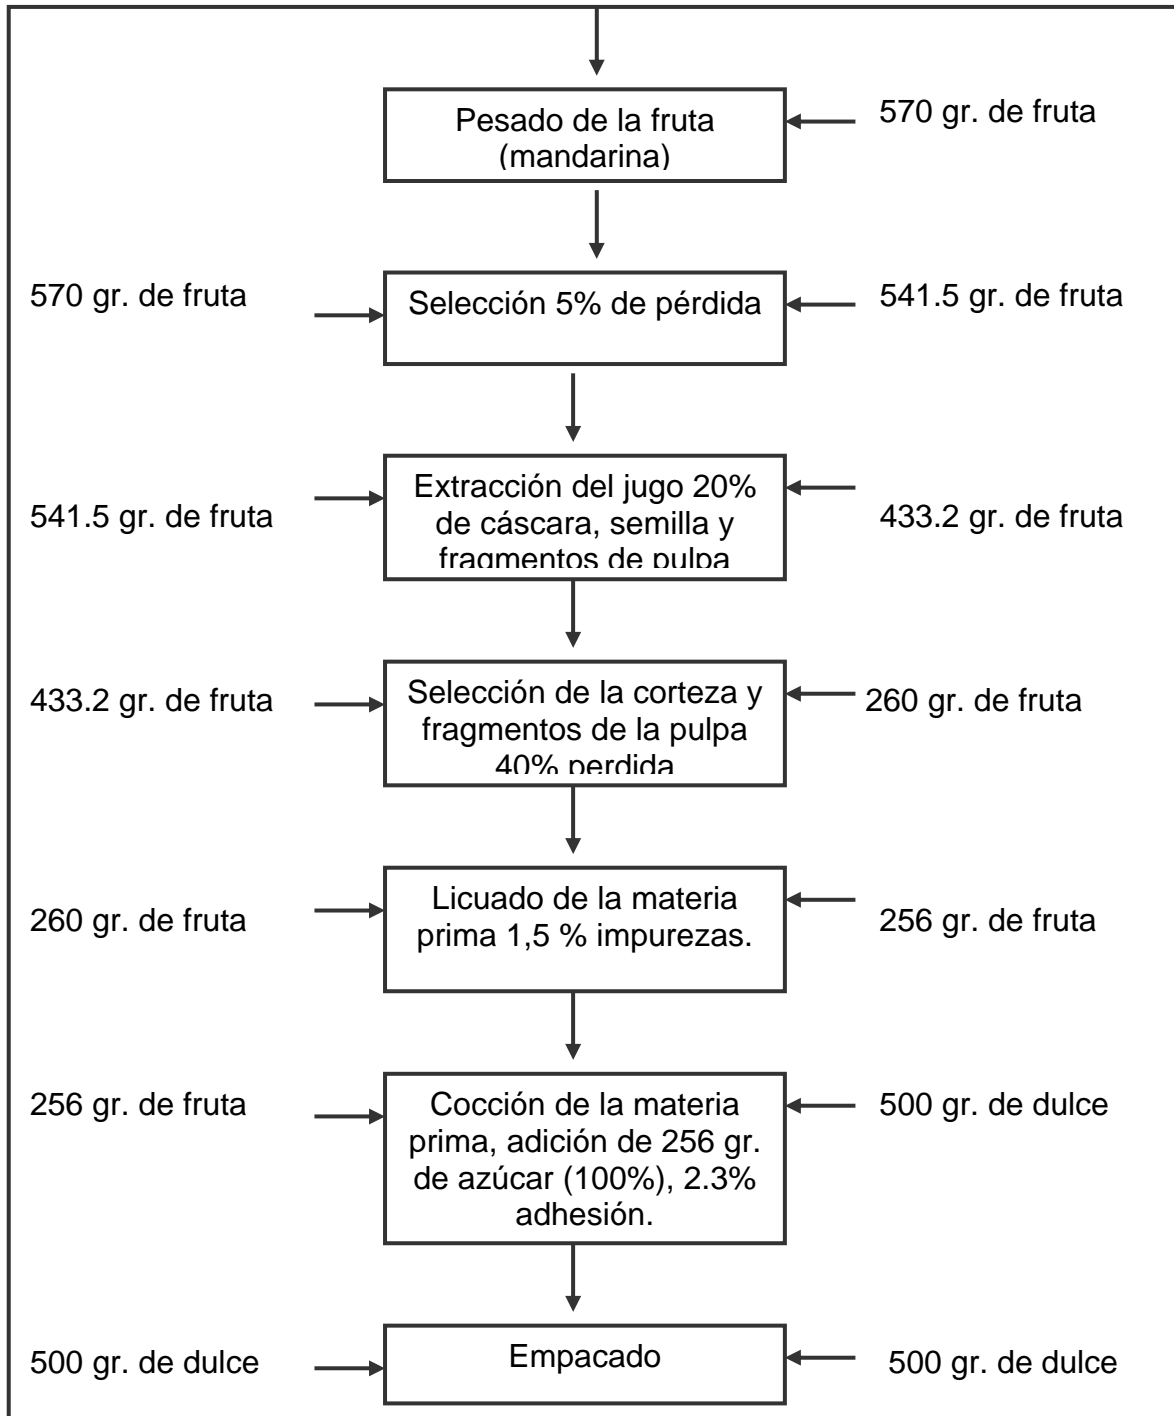 Pesado de la fruta
(mandarina)
570 gr. de fruta
570 gr. de fruta
Selección 5% de pérdida
541.5 gr. de fruta
541.5 gr. de fruta
Extracción del jugo 20%
de cáscara, semilla y
fragmentos de pulpa
433.2 gr. de fruta
433.2 gr. de fruta
Selección de la corteza y
fragmentos de la pulpa
40% perdida
260 gr. de fruta
260 gr. de fruta
Licuado de la materia
prima 1,5 % impurezas.
256 gr. de fruta
256 gr. de fruta
Cocción de la materia
prima, adición de 256 gr.
de azúcar (100%), 2.3%
adhesión.
500 gr. de dulce
500 gr. de dulce
Empacado
500 gr. de dulce